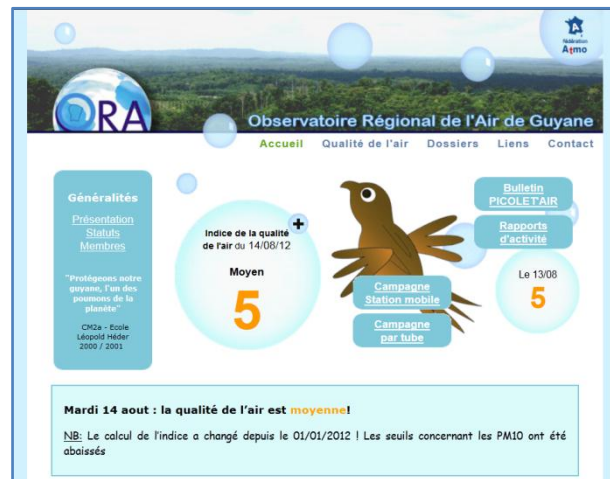 Fédération
Atmo
ORA
Observatoire Régional de l'Air de Guyane
Accueil Qualité de l'air Dossiers Liens Contact
Généralités
Présentation
Statuts
Membres
"Protégeons notre
guyane, l'un des
poumons de la
planète"
CM2a - Ecole
Léopold Héder
2000 / 2001
+
Indice de la qualité
de l'air du 14/08/12
Moyen
5
Campagne
Station mobile
Campagne
par tube
Bulletin
PICOLET'AIR
Rapports
d'activité
Le 13/08
5
Mardi 14 aout : la qualité de l'air est moyenne!
NB: Le calcul de l'indice a changé depuis le 01/01/2012 ! Les seuils concernant les PM10 ont été
abaissés